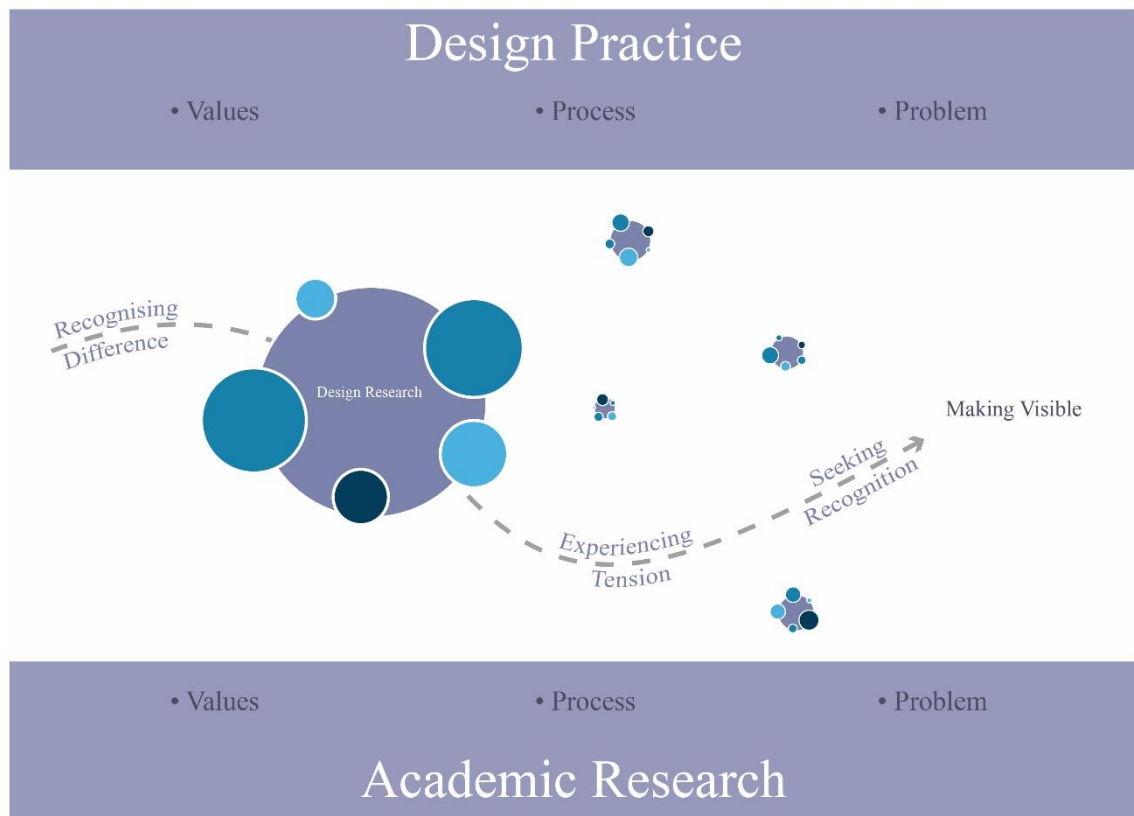 Design Practice
• Values
• Process
• Problem
Recognising
Difference
Design Research
Experiencing
Tension
Seeking
Recognition
Making Visible
• Values
• Process
• Problem
Academic Research